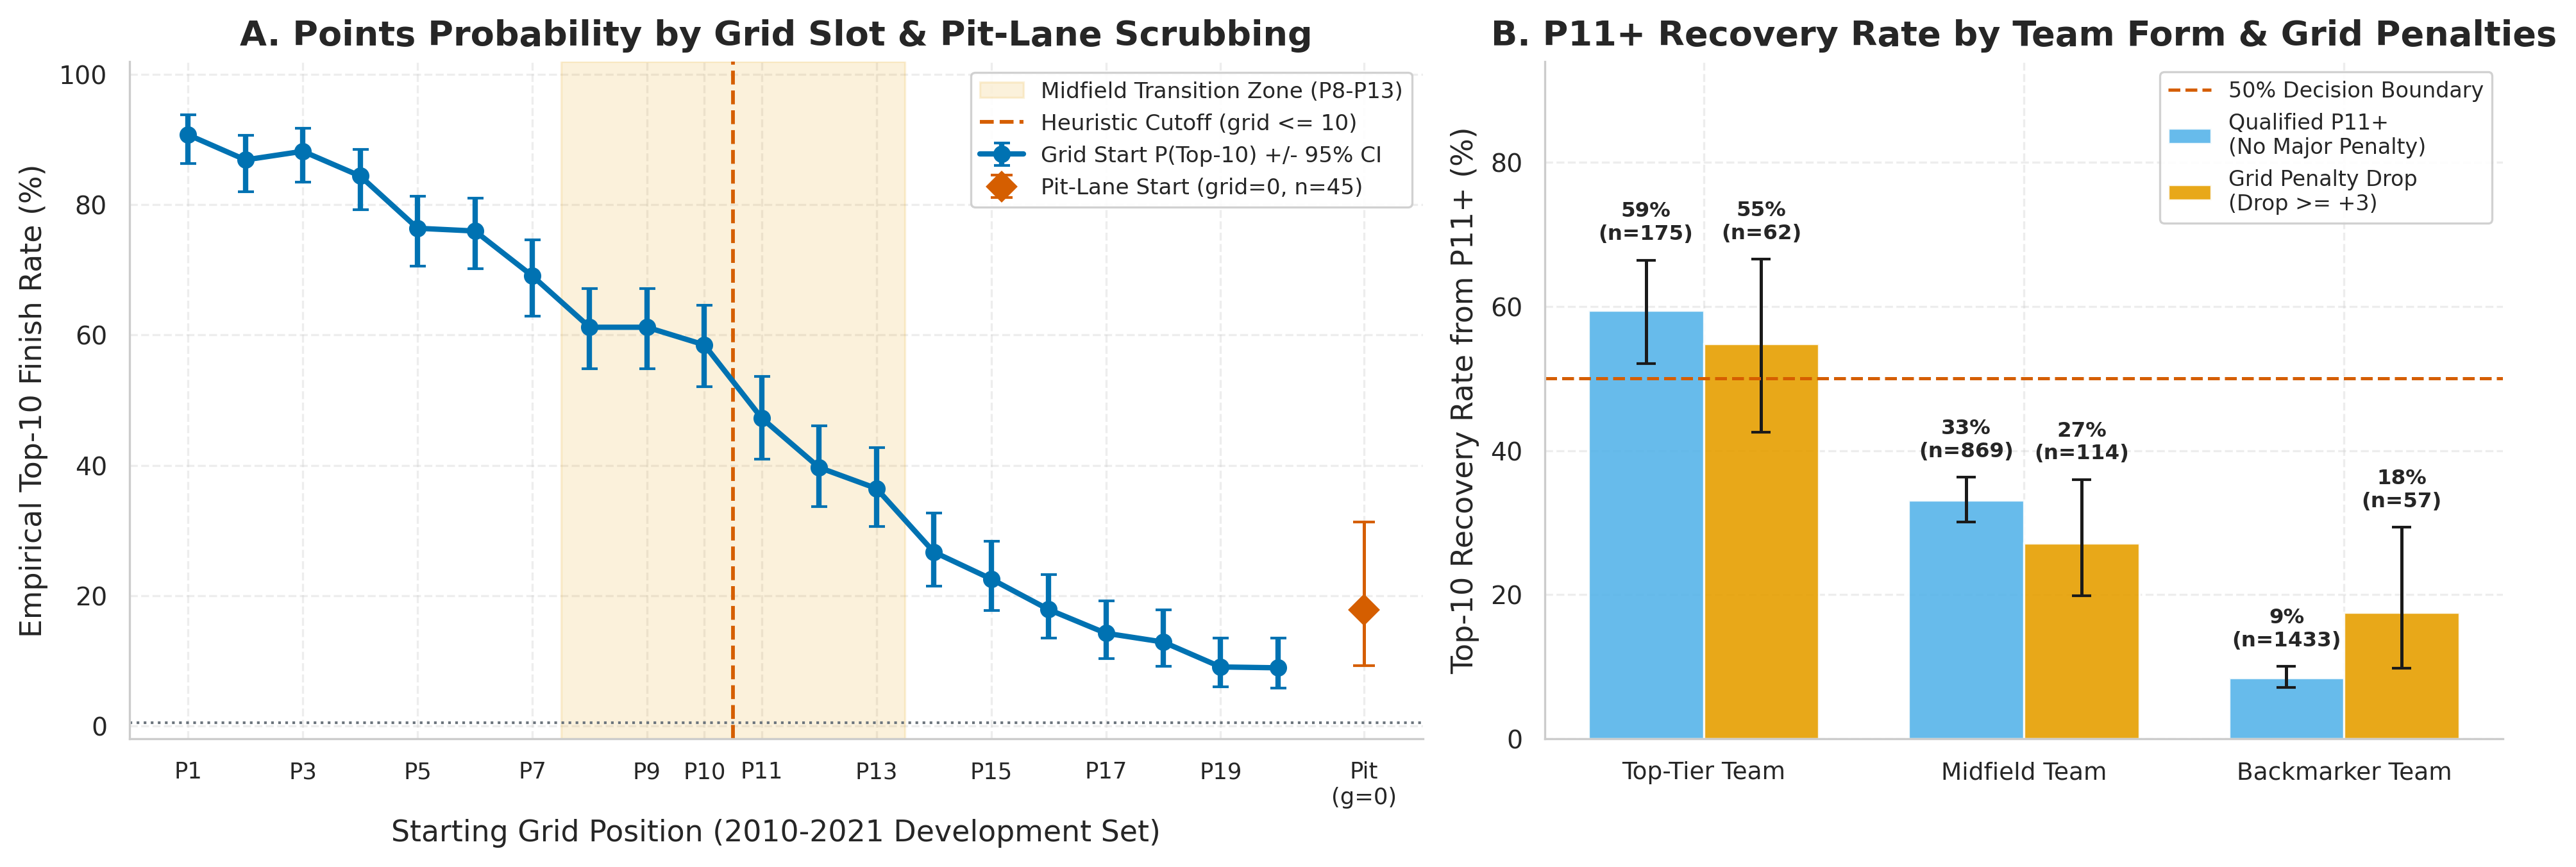 A. Points Probability by Grid Slot & Pit-Lane Scrubbing
Empirical Top-10 Finish Rate (%)
100
80
60
40
20
0
Midfield Transition Zone (P8-P13)
Heuristic Cutoff (grid <= 10)
Grid Start P(Top-10) +/- 95% CI
Pit-Lane Start (grid=0, n=45)
P1
P3
P5
P7
P9
P10
P11
P13
P15
P17
P19
Pit
(g=0)
Starting Grid Position (2010-2021 Development Set)
B. P11+ Recovery Rate by Team Form & Grid Penalties
Top-10 Recovery Rate from P11+ (%)
80
60
40
20
0
50% Decision Boundary
Qualified P11+
(No Major Penalty)
Grid Penalty Drop
(Drop >= +3)
59%
(n=175)
55%
(n=62)
33%
(n=869)
27%
(n=114)
9%
(n=1433)
18%
(n=57)
Top-Tier Team
Midfield Team
Backmarker Team